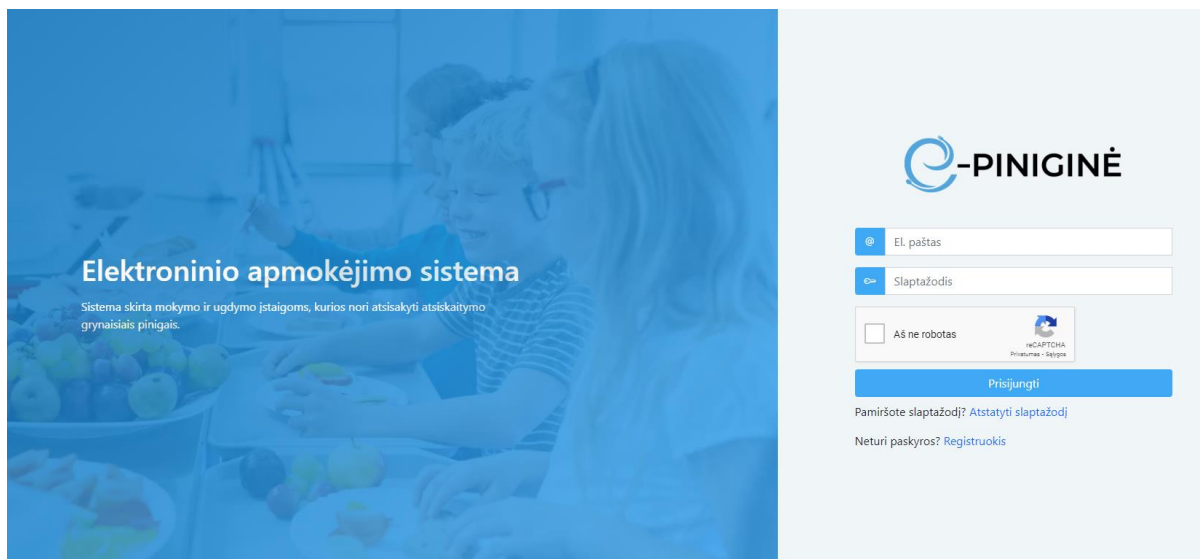 Elektroninio apmokėjimo sistema
Sistema skirta mokymo ir ugdymo įstaigoms, kurios nori atsisakyti atsiskaitymo
grynaisiais pinigais.
e-PINIGINĖ
@ El. paštas
Slaptažodis
Aš ne robotas
reCAPTCHA
Privatumas - Sąlygos
Prisijungti
Pamiršote slaptažodį? Atstatyti slaptažodį
Neturi paskyros? Registruokis